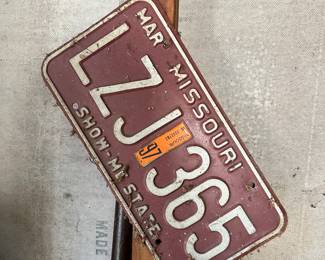 MAR MISSOURI
LZJ 365
97
SHOW-ME STATE
MADE